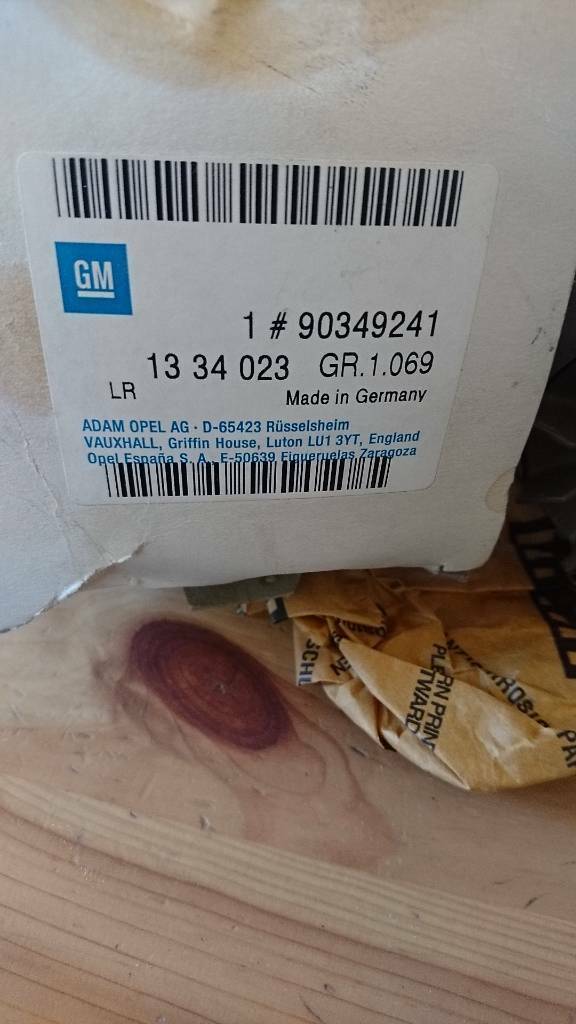 GM
1 # 90349241
13 34 023 GR.1.069
LR
Made in Germany
ADAM OPEL AG · D-65423 Rüsselsheim
VAUXHALL, Griffin House, Luton LU1 3YT, England
Opel España S. A., E-50639 Figueruelas Zaragoza
PLETWARD